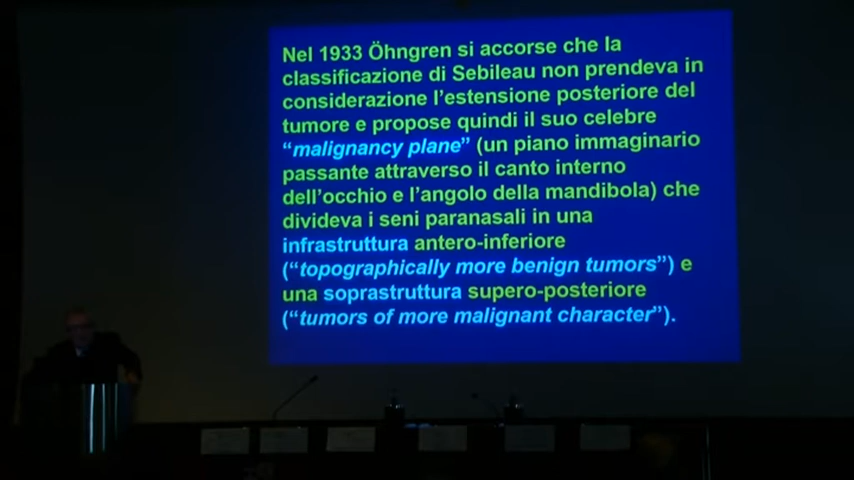 Nel 1933 Öhngren si accorse che la
classificazione di Sebileau non prendeva in
considerazione l'estensione posteriore del
tumore e propose quindi il suo celebre
“malignancy plane” (un piano immaginario
passante attraverso il canto interno
dell'occhio e l'angolo della mandibola) che
divideva i seni paranasali in una
infrastruttura antero-inferiore
(“topographically more benign tumors”) e
una soprastruttura supero-posteriore
(“tumors of more malignant character”).